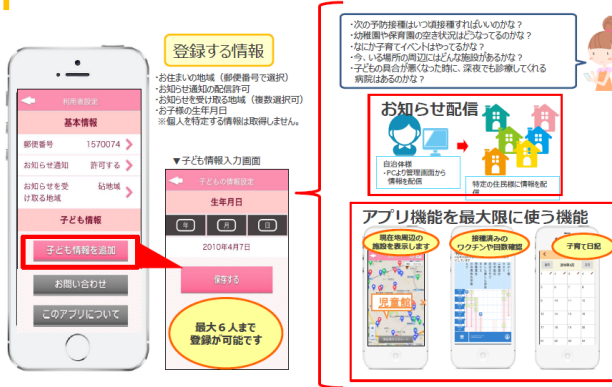 登録する情報
・お住まいの地域（郵便番号で選択）
・お知らせ通知の配信許可
・お知らせを受け取る地域（複数選択可）
・お子様の生年月日
※個人を特定する情報は取得しません。
利用者設定
基本情報
郵便番号 1570074
お知らせ通知 許可する
お知らせを受け取る地域 砧地域
子ども情報
子ども情報を追加
お問い合わせ
このアプリについて
▼子ども情報入力画面
子どもの情報設定
生年月日
年 月 日
2010年4月7日
保存する
最大６人まで
登録が可能です
・次の予防接種はいつ頃接種すればいいのかな？
・幼稚園や保育園の空き状況はどうなってるのかな？
・なにか子育てイベントはやってるかな？
・今、いる場所の周辺にはどんな施設があるかな？
・子どもの具合が悪くなった時に、深夜でも診療してくれる
病院はあるのかな？
お知らせ配信
自治体様
・PCより管理画面から
情報を配信
特定の住民様に情報を配
信
アプリ機能を最大限に使う機能
現在地周辺の
施設を表示します
接種済みの
ワクチンや回数確認
子育て日記
児童館